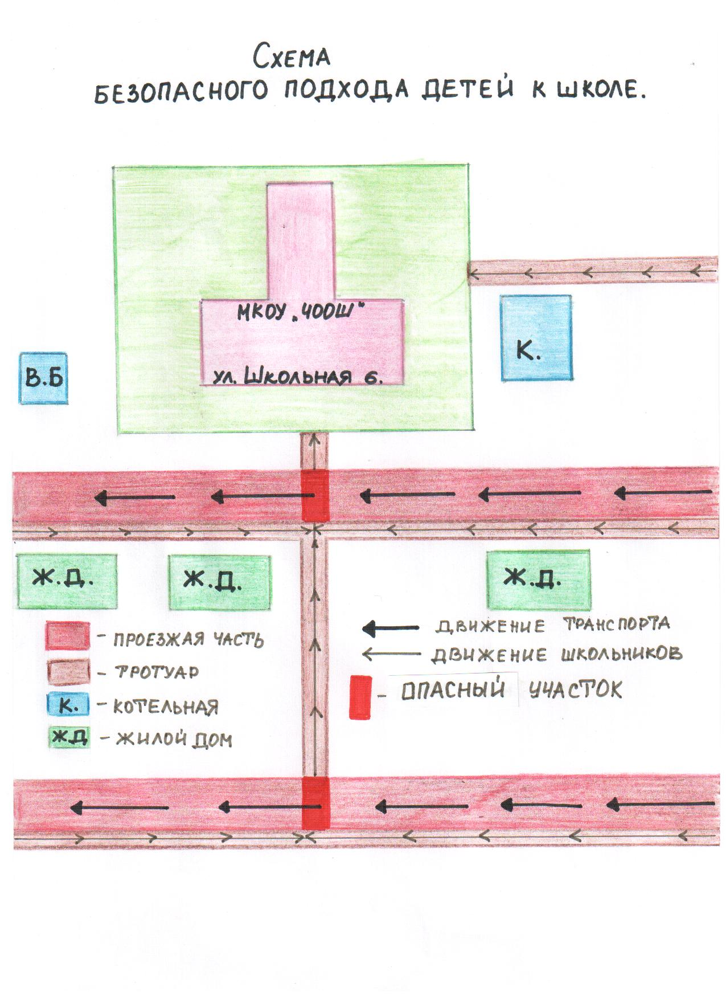 Схема
БЕЗОПАСНОГО ПОДХОДА ДЕТЕЙ К ШКОЛЕ.
МКОУ „ЧООШ"
К.
В.Б
ул. Школьная 6.
Ж.Д.
Ж.Д.
Ж.Д.
- ПРОЕЗЖАЯ ЧАСТЬ
- ТРОТУАР
К. - КОТЕЛЬНАЯ
ЖД - ЖИЛОЙ ДОМ
ДВИЖЕНИЕ ТРАНСПОРТА
ДВИЖЕНИЕ ШКОЛЬНИКОВ
- ОПАСНЫЙ УЧАСТОК